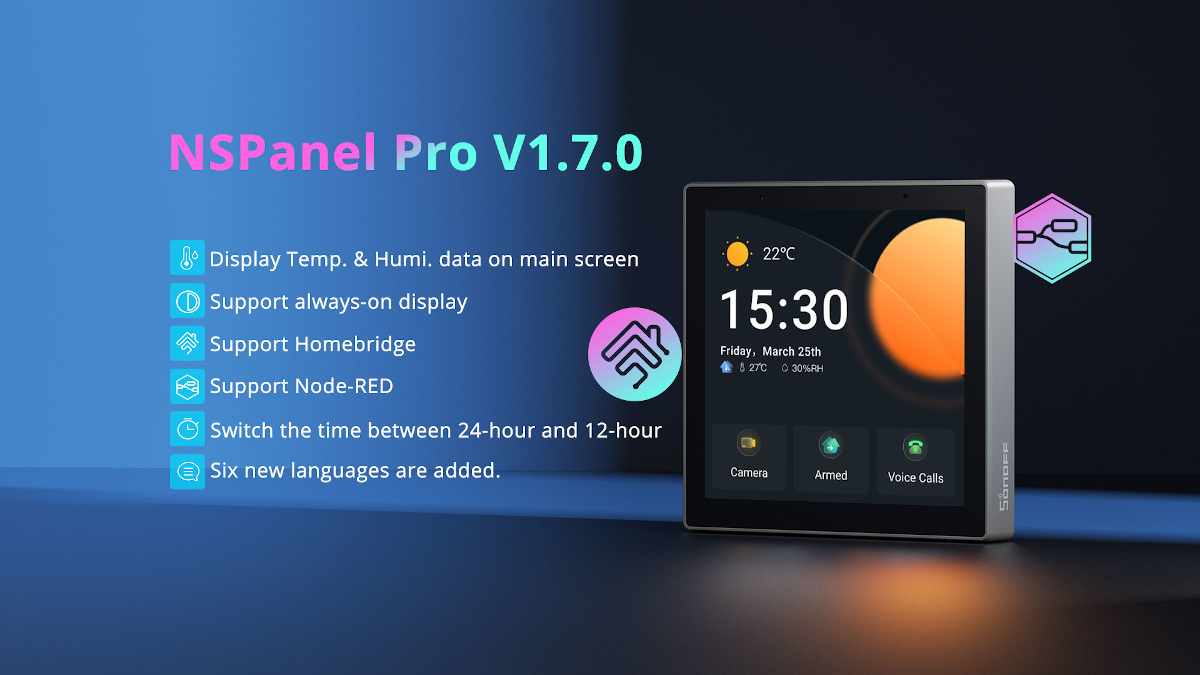 NSPanel Pro V1.7.0
Display Temp. & Humi. data on main screen
Support always-on display
Support Homebridge
Support Node-RED
Switch the time between 24-hour and 12-hour
Six new languages are added.
22℃
15:30
Friday, March 25th
27℃ 30%RH
Camera
Armed
Voice Calls
SONOFF